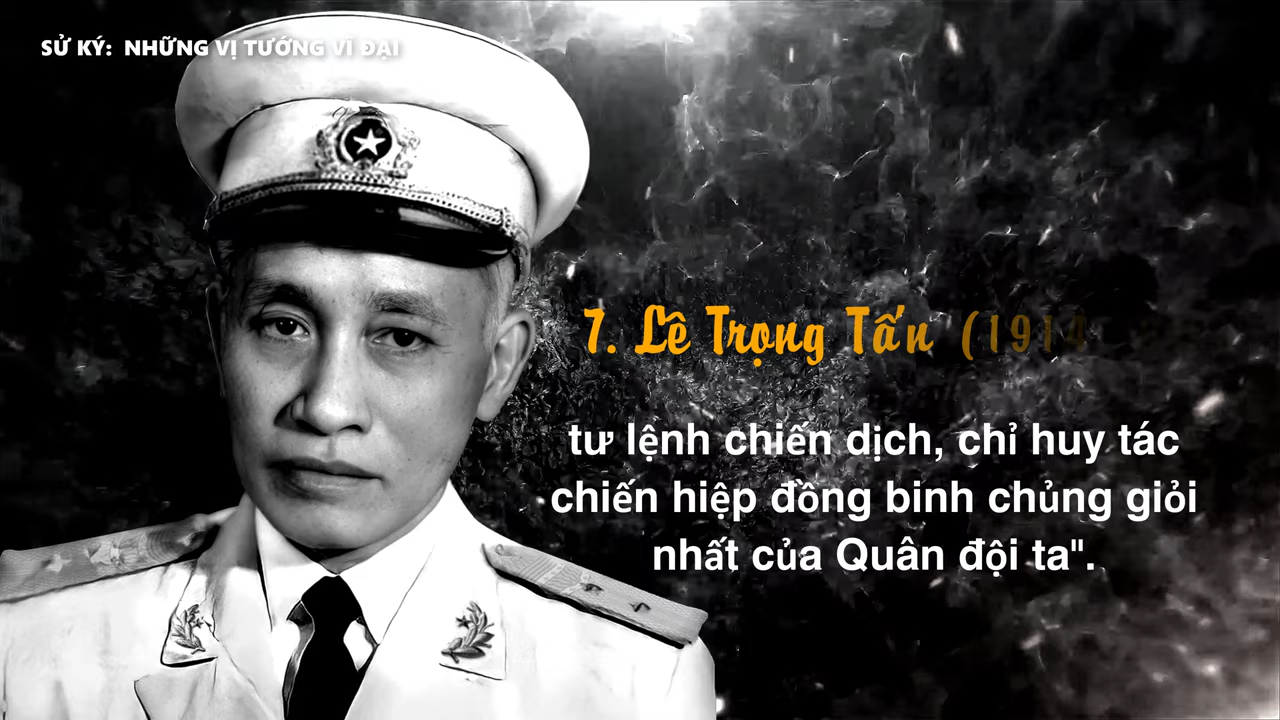 SỬ KÝ: NHỮNG VỊ TƯỚNG VĨ ĐẠI
7. Lê Trọng Tấn (1914
tư lệnh chiến dịch, chỉ huy tác
chiến hiệp đồng binh chủng giỏi
nhất của Quân đội ta".